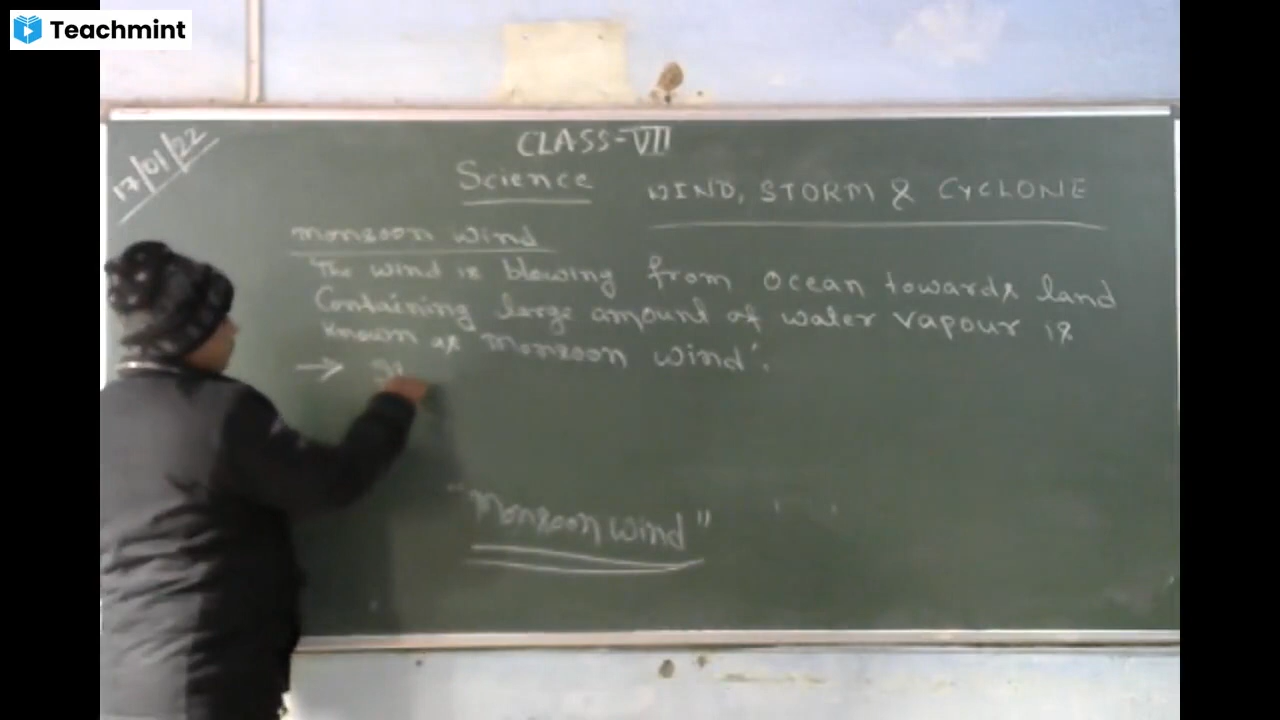 Teachmint
17/01/22
CLASS-VII
Science
WIND, STORM & CYCLONE
Monsoon wind
The wind is blowing from ocean towards land
Containing large amount of water vapour is
known as monsoon wind'.
→
"Monsoon wind"